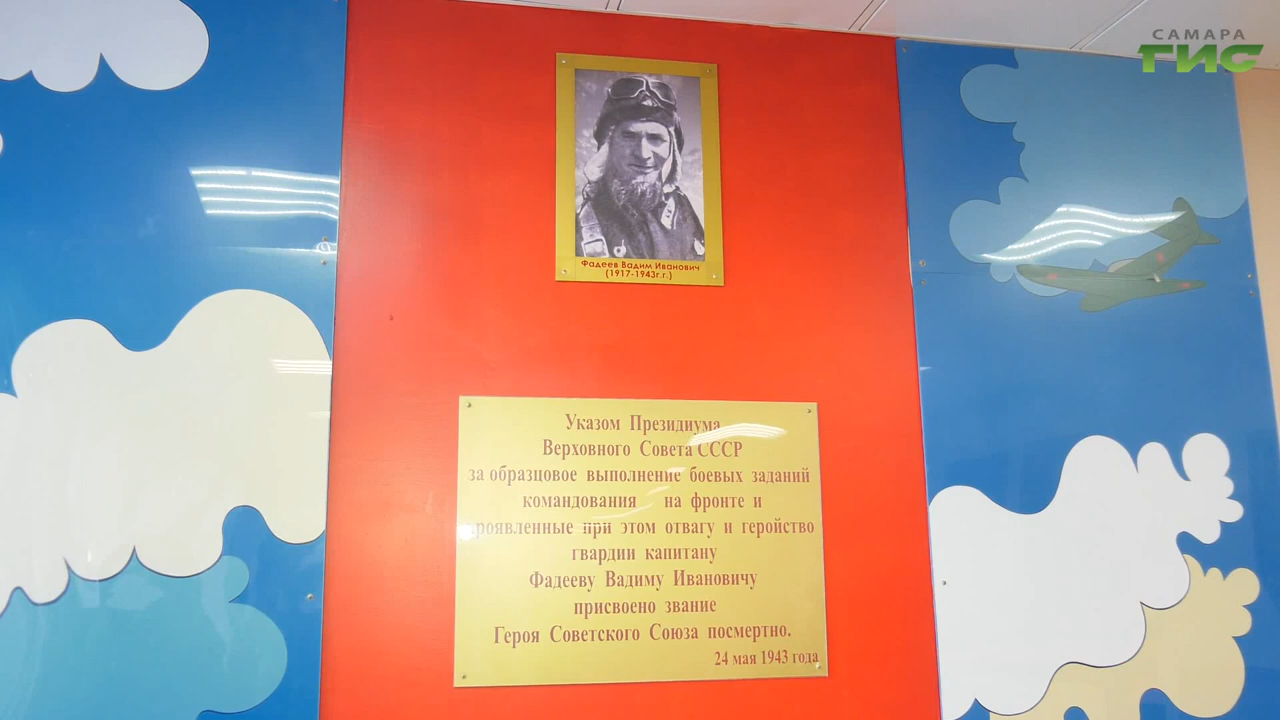 САМАРА
ГИС
Фадеев Вадим Иванович
(1917-1943г.г.)
Указом Президиума
Верховного Совета СССР
за образцовое выполнение боевых заданий
командования на фронте и
проявленные при этом отвагу и геройство
гвардии капитану
Фадееву Вадиму Ивановичу
присвоено звание
Героя Советского Союза посмертно.
24 мая 1943 года